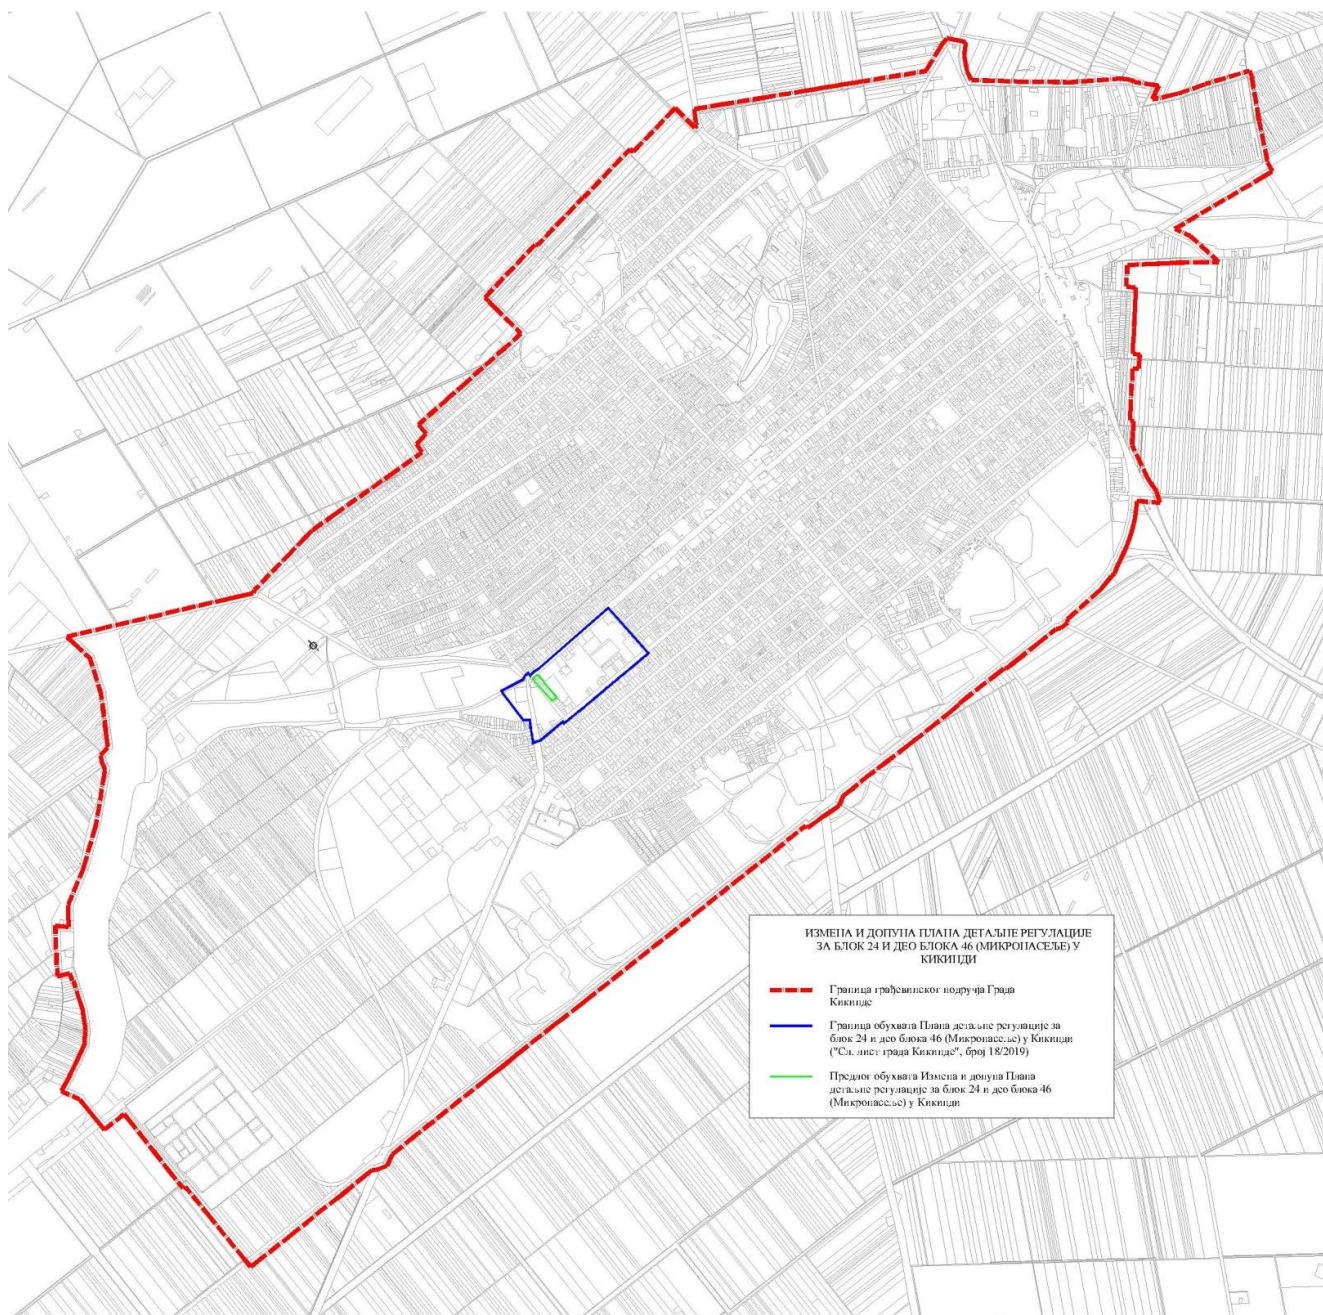 ИЗМЕНА И ДОПУНА ПЛАНА ДЕТАЉНЕ РЕГУЛАЦИЈЕ
ЗА БЛОК 24 И ДЕО БЛОКА 46 (МИКРОНАСЕЉЕ) У
КИКИНДИ
Граница грађевинског подручја Града
Кикинде
Граница обухвата Плана детаљне регулације за
блок 24 и део блока 46 (Микронасеље) у Кикинди
("Сл. лист града Кикинде", број 18/2019)
Предлог обухвата Измена и допуна Плана
детаљне регулације за блок 24 и део блока 46
(Микронасеље) у Кикинди